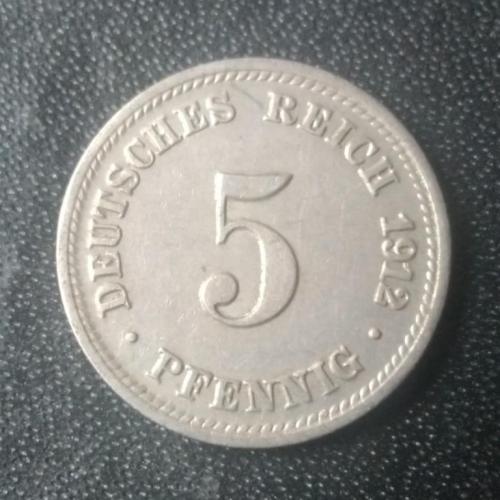 DEUTSCHES REICH 1912
5
· PFENNIG ·